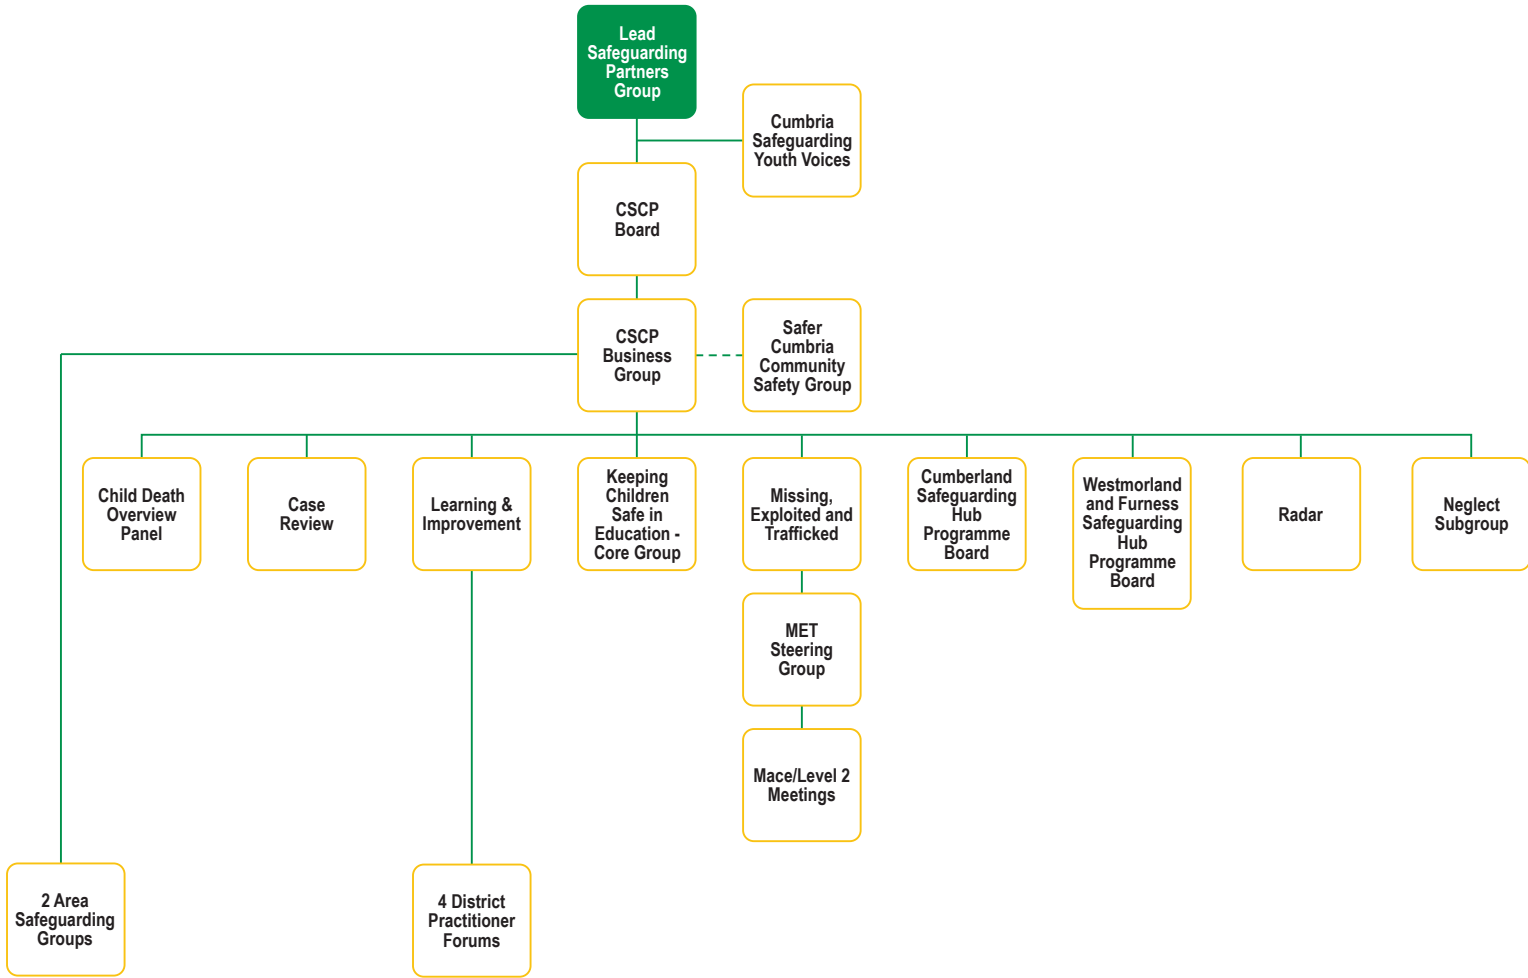 Lead
Safeguarding
Partners
Group
Cumbria
Safeguarding
Youth Voices
CSCP
Board
CSCP
Business
Group
Safer
Cumbria
Community
Safety Group
Child Death
Overview
Panel
Case
Review
Learning &
Improvement
Keeping
Children
Safe in
Education -
Core Group
Missing,
Exploited and
Trafficked
Cumberland
Safeguarding
Hub
Programme
Board
Westmorland
and Furness
Safeguarding
Hub
Programme
Board
Radar
Neglect
Subgroup
MET
Steering
Group
Mace/Level 2
Meetings
2 Area
Safeguarding
Groups
4 District
Practitioner
Forums